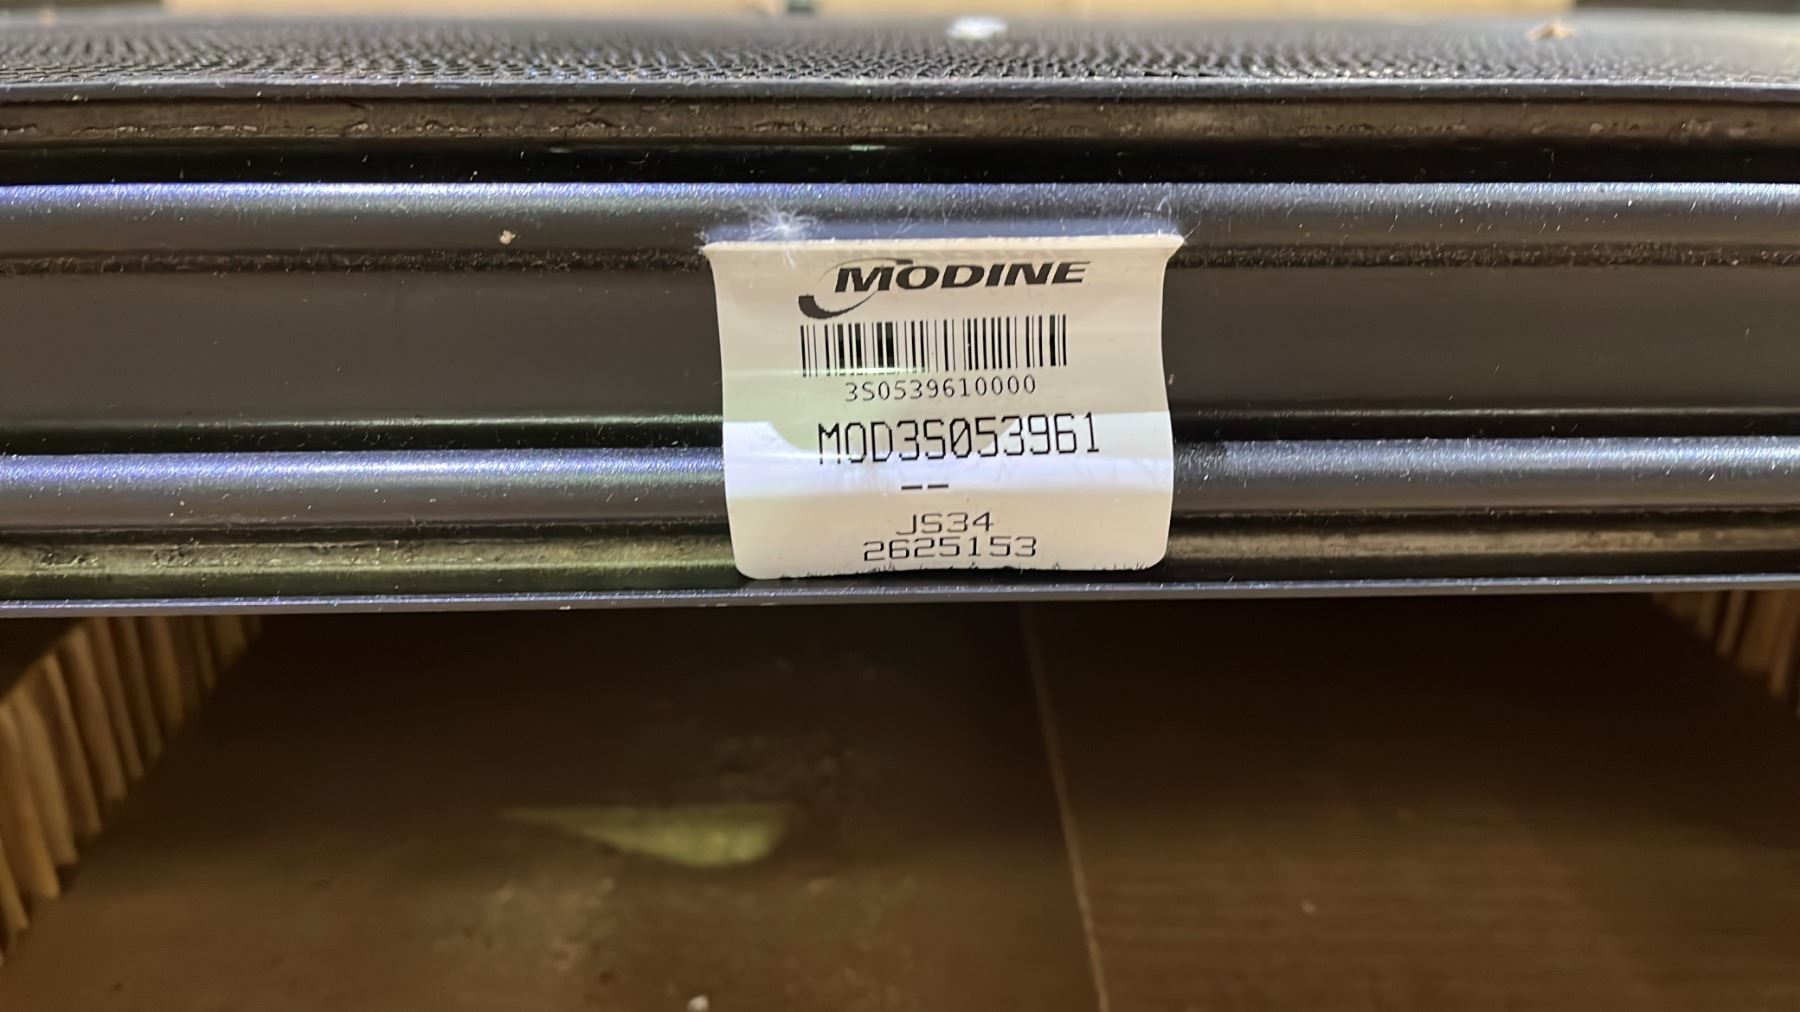 MODINE
3S0539610000
MOD3S053961
--
JS34
2625153